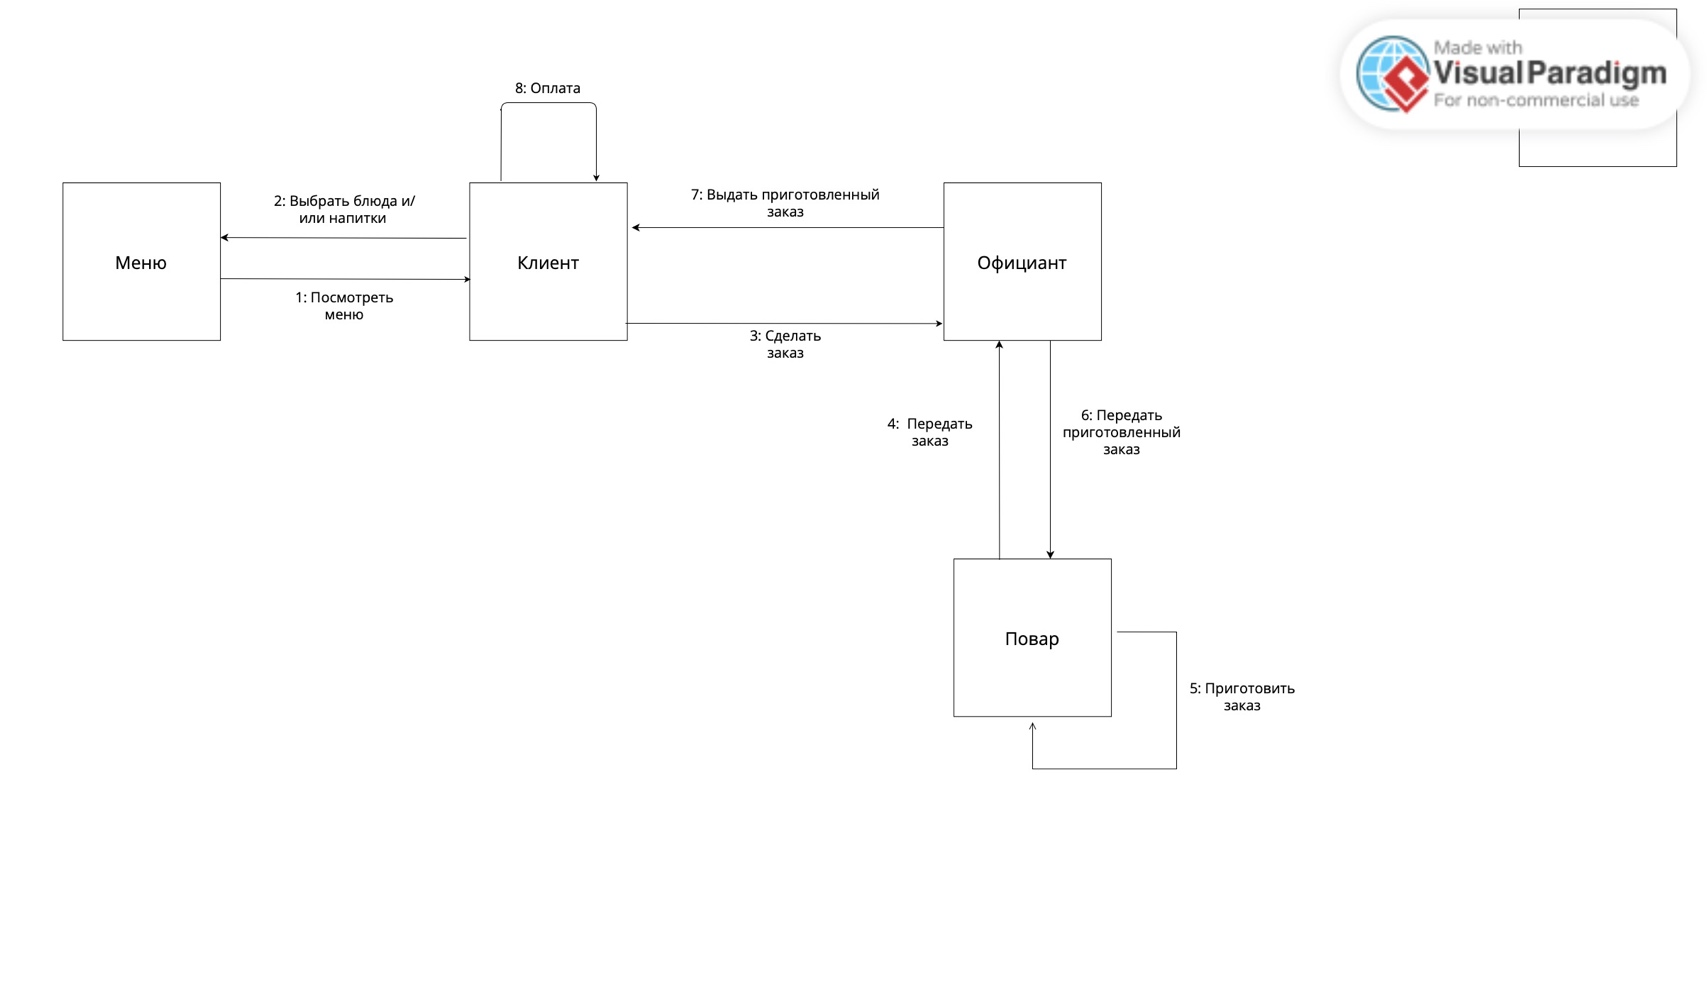 Made with
Visual Paradigm
For non-commercial use
8: Оплата
2: Выбрать блюда и/
или напитки
7: Выдать приготовленный
заказ
Меню
Клиент
Официант
1: Посмотреть
меню
3: Сделать
заказ
4:  Передать
заказ
6: Передать
приготовленный
заказ
Повар
5: Приготовить
заказ